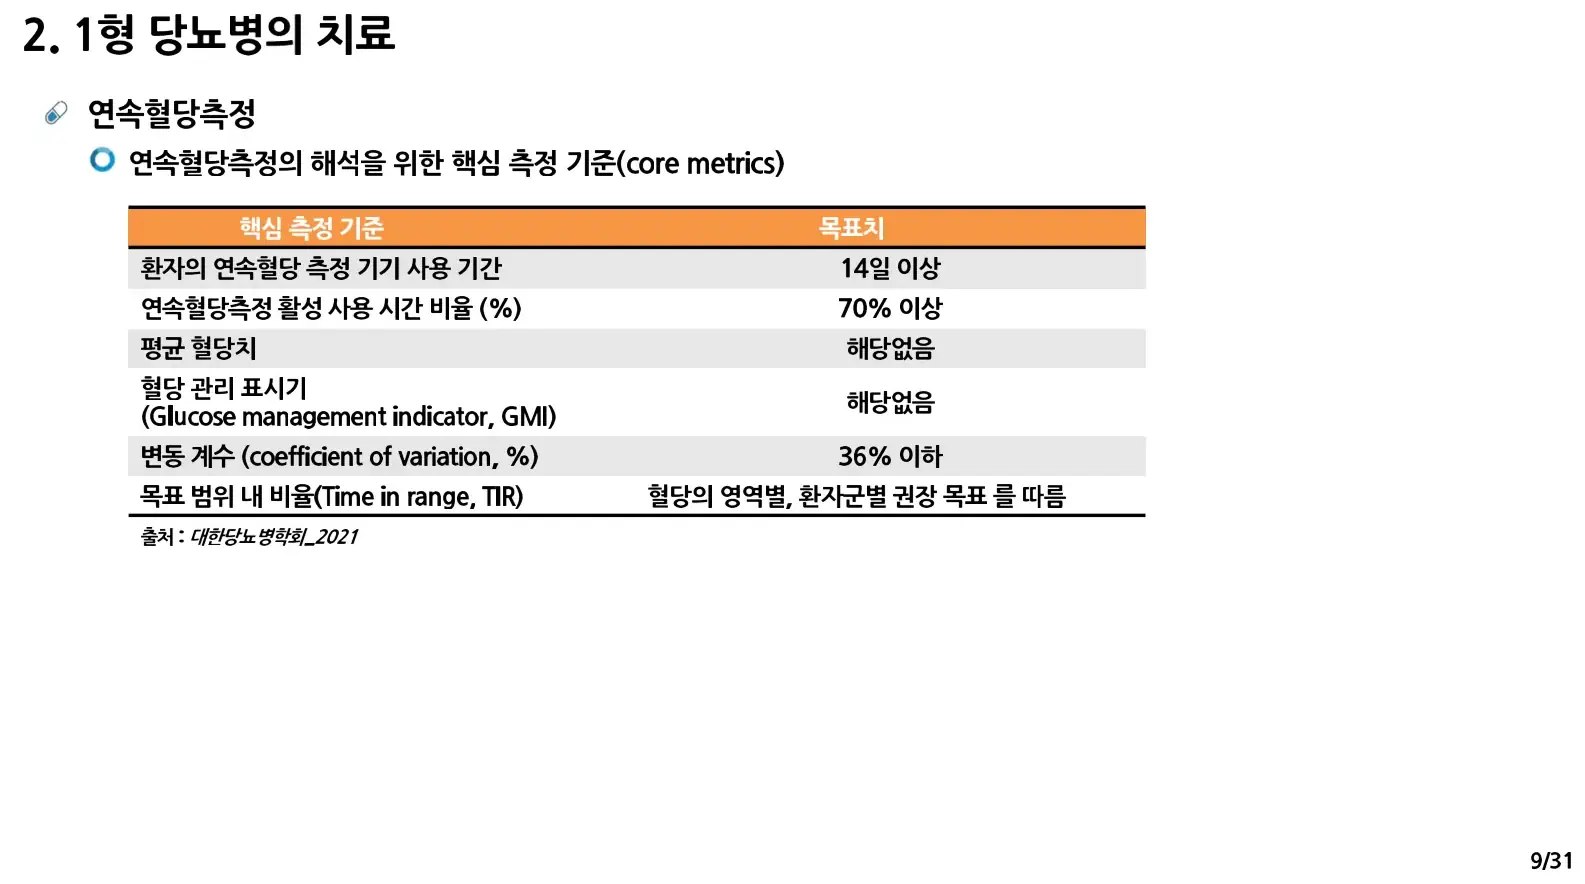 2. 1형 당뇨병의 치료
연속혈당측정
연속혈당측정의 해석을 위한 핵심 측정 기준(core metrics)
핵심 측정 기준 목표치
환자의 연속혈당 측정 기기 사용 기간 14일 이상
연속혈당측정 활성 사용 시간 비율 (%) 70% 이상
평균 혈당치 해당없음
혈당 관리 표시기
(Glucose management indicator, GMI) 해당없음
변동 계수 (coefficient of variation, %) 36% 이하
목표 범위 내 비율(Time in range, TIR) 혈당의 영역별, 환자군별 권장 목표 를 따름
출처 : 대한당뇨병학회_2021
9/31